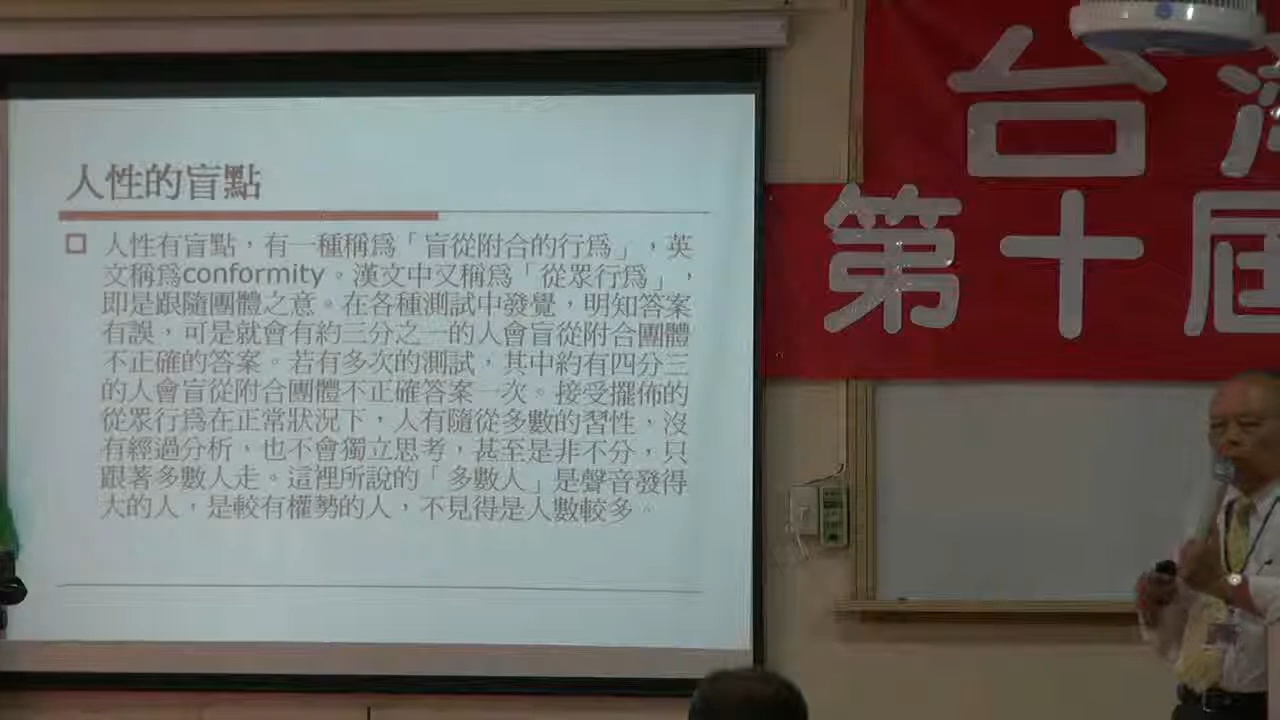 人性的盲點
人性有盲點，有一種稱為「盲從附合的行為」，英
文稱為conformity。漢文中又稱為「從眾行為」，
即是跟隨團體之意。在各種測試中發覺，明知答案
有誤，可是就會有約三分之一的人會盲從附合團體
不正確的答案。若有多次的測試，其中約有四分三
的人會盲從附合團體不正確答案一次。接受擺佈的
從眾行為在正常狀況下，人有隨從多數的習性，沒
有經過分析，也不會獨立思考，甚至是非不分，只
跟著多數人走。這裡所說的「多數人」是聲音發得
大的人，是較有權勢的人，不見得是人數較多。
台
第十屆